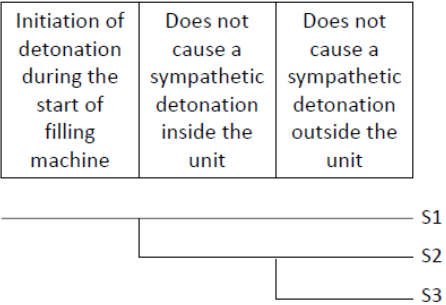 Initiation of
detonation
during the
start of
filling
machine
Does not
cause a
sympathetic
detonation
inside the
unit
Does not
cause a
sympathetic
detonation
outside the
unit
S1
S2
S3